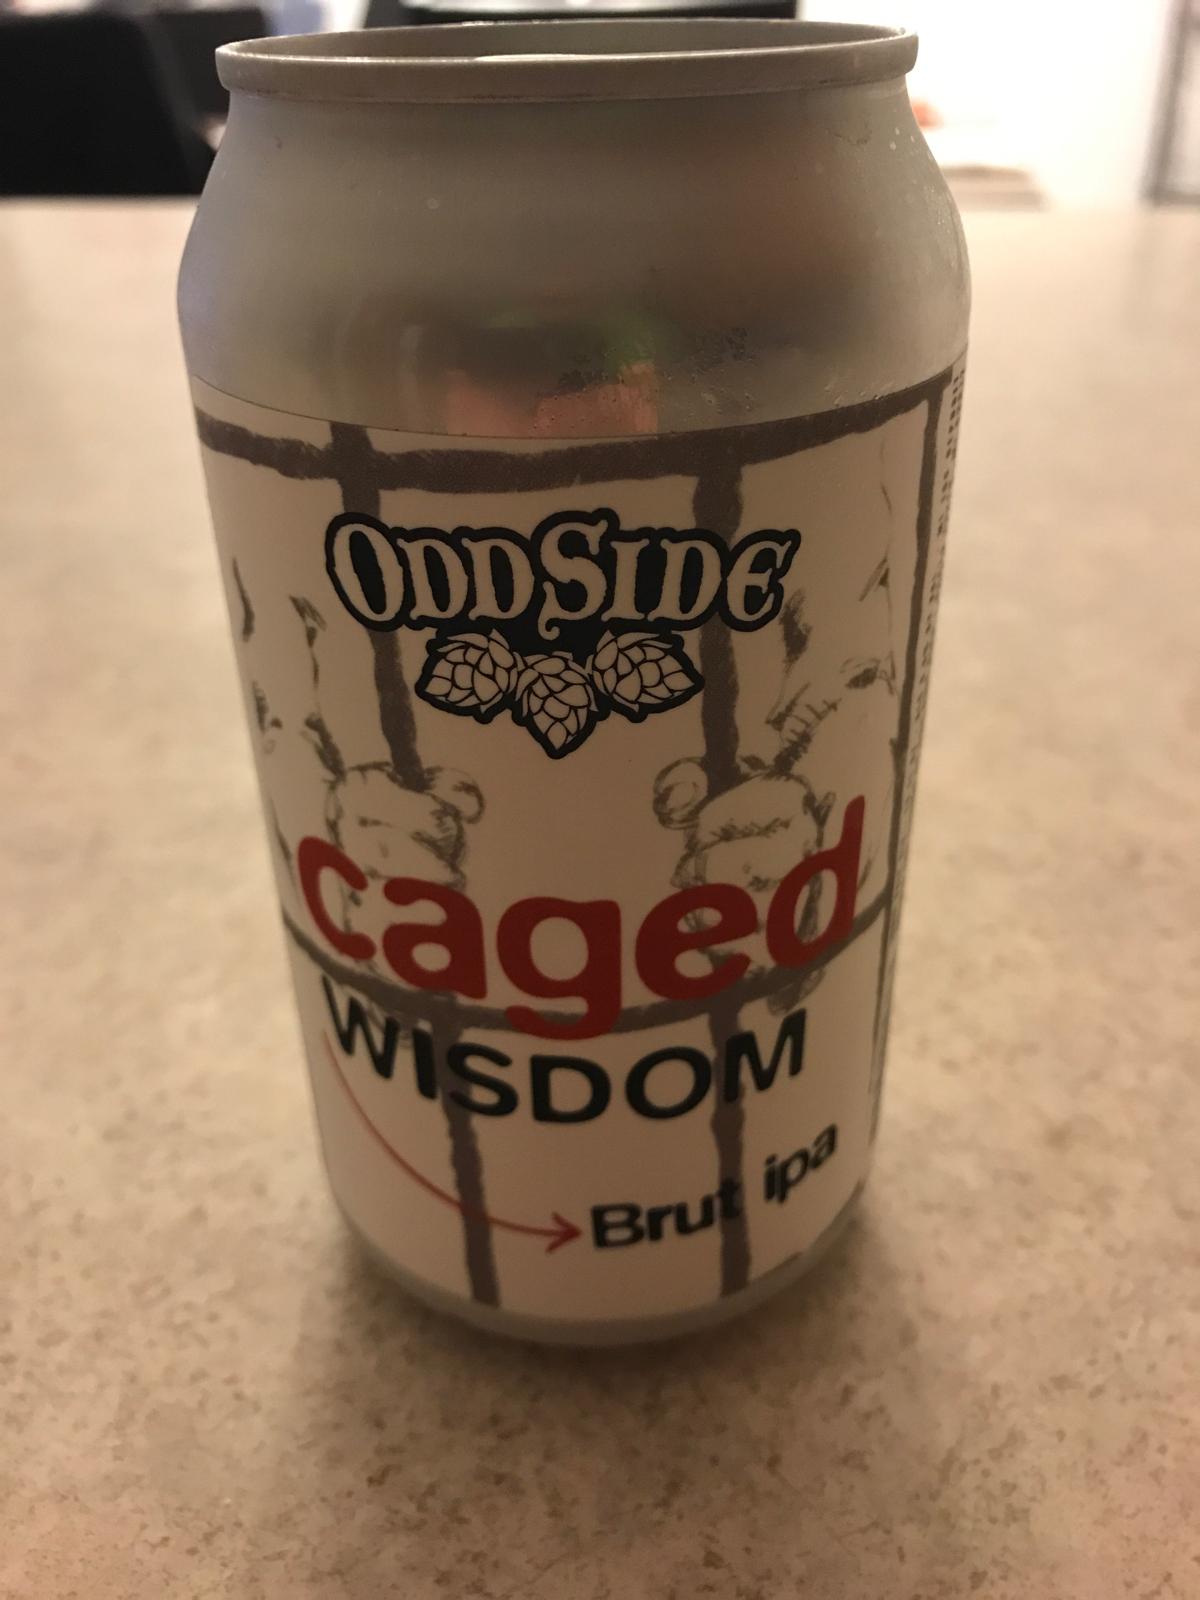 ODDSIDE
caged
WISDOM
Brut ipa